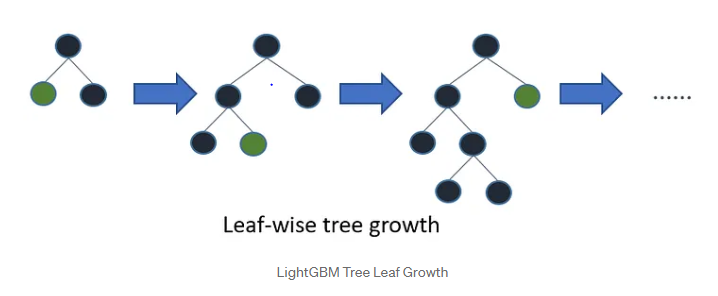 ......
Leaf-wise tree growth
LightGBM Tree Leaf Growth